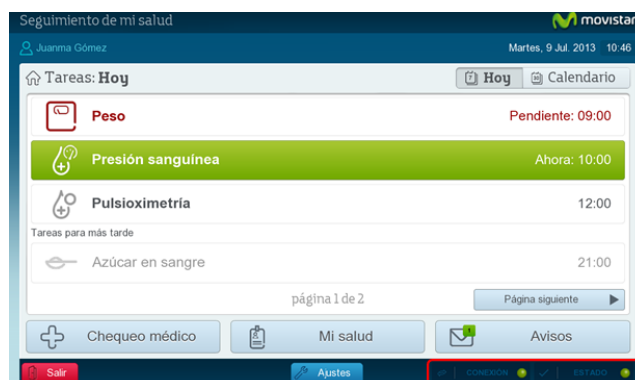 Seguimiento de mi salud
movistar
Juanma Gómez
Martes, 9 Jul. 2013 10:46
Tareas: Hoy
Hoy
Calendario
Peso
Pendiente: 09:00
Presión sanguínea
Ahora: 10:00
Pulsioximetría
12:00
Tareas para más tarde
Azúcar en sangre
21:00
página 1 de 2
Página siguiente
Chequeo médico
Mi salud
Avisos
Salir
Ajustes
CONEXIÓN
ESTADO